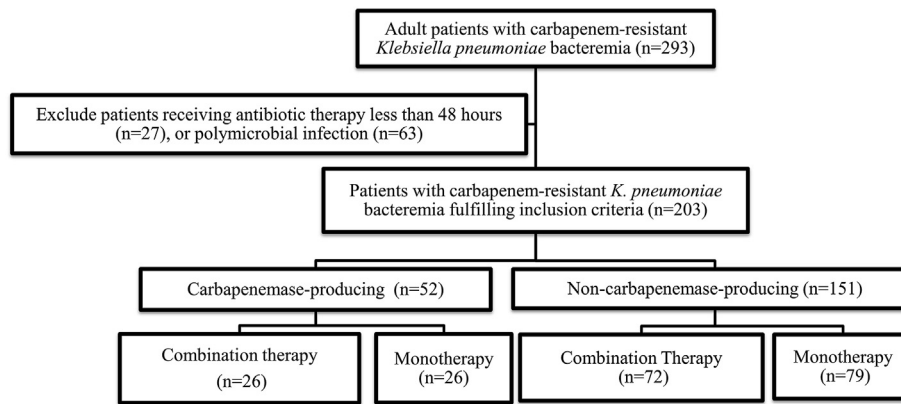 Adult patients with carbapenem-resistant
Klebsiella pneumoniae bacteremia (n=293)
Exclude patients receiving antibiotic therapy less than 48 hours
(n=27), or polymicrobial infection (n=63)
Patients with carbapenem-resistant K. pneumoniae
bacteremia fulfilling inclusion criteria (n=203)
Carbapenemase-producing (n=52)
Non-carbapenemase-producing (n=151)
Combination therapy
(n=26)
Monotherapy
(n=26)
Combination Therapy
(n=72)
Monotherapy
(n=79)